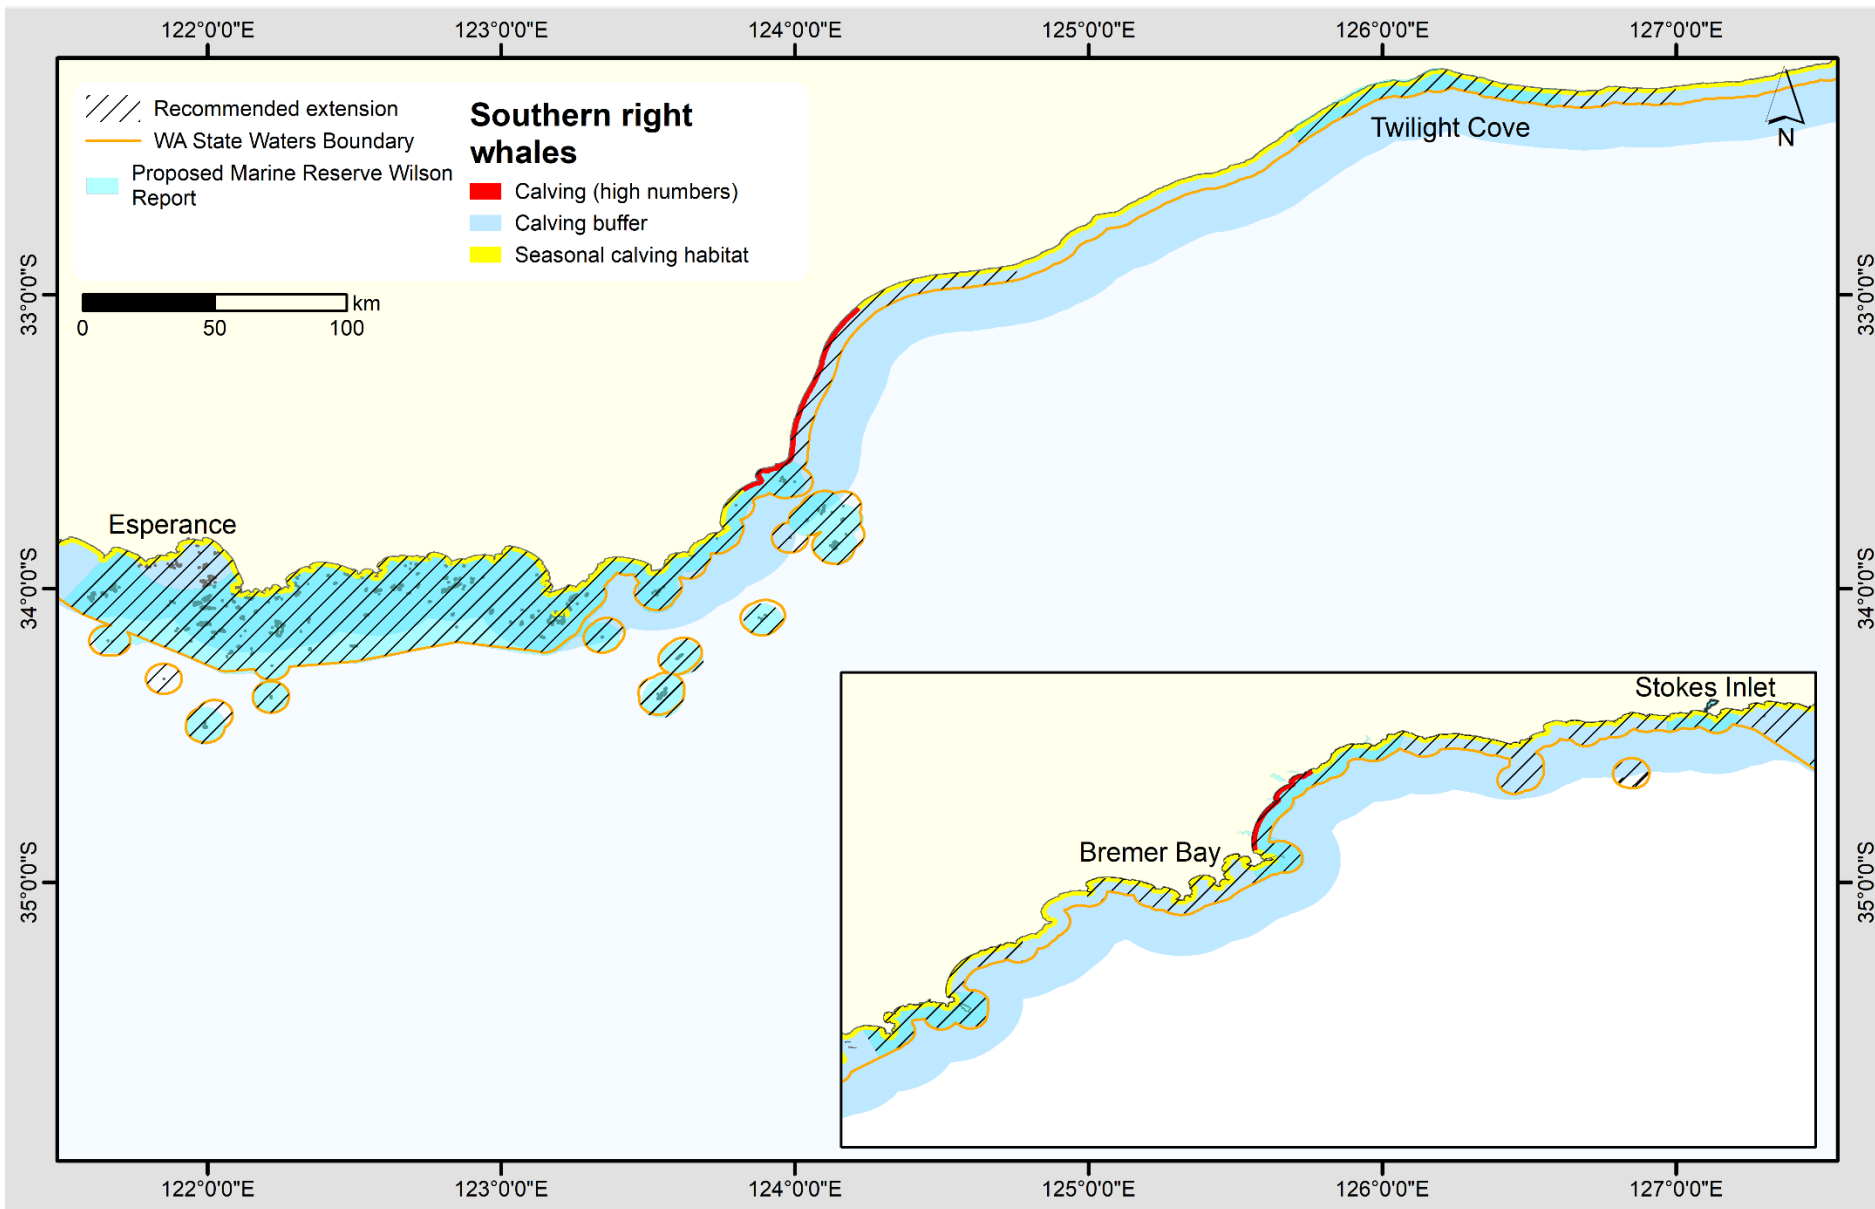 122°0'0"E
123°0'0"E
124°0'0"E
125°0'0"E
126°0'0"E
127°0'0"E
Recommended extension
WA State Waters Boundary
Proposed Marine Reserve Wilson
Report
Southern right
whales
Calving (high numbers)
Calving buffer
Seasonal calving habitat
km
0
50
100
Twilight Cove
N
33°0'0"S
33°0'0"S
Esperance
34°0'0"S
34°0'0"S
Stokes Inlet
Bremer Bay
35°0'0"S
35°0'0"S
122°0'0"E
123°0'0"E
124°0'0"E
125°0'0"E
126°0'0"E
127°0'0"E